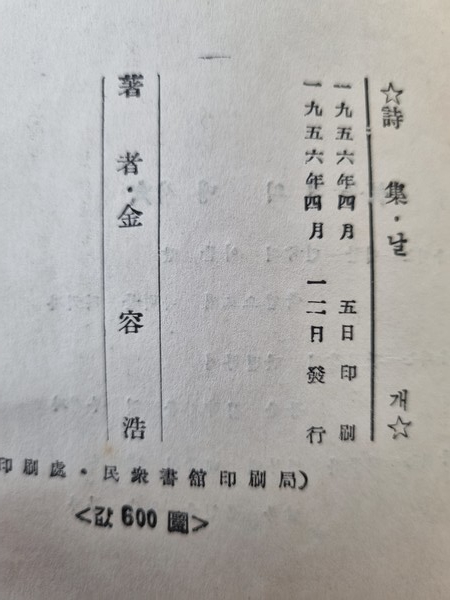 ☆詩集·날개☆
一九五六年四月 五日印刷
一九五六年四月 一二日發行
著者·金容浩
印刷處·民衆書館印刷局)
<값 600 圜>